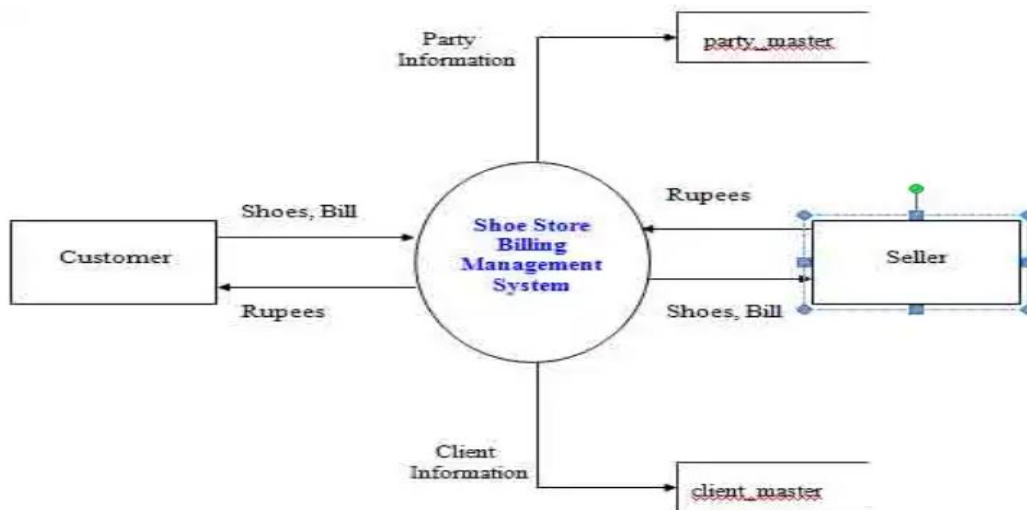 Party
Information
party_master
Shoes, Bill
Customer
Rupees
Shoe Store
Billing
Management
System
Rupees
Seller
Shoes, Bill
Client
Information
client_master